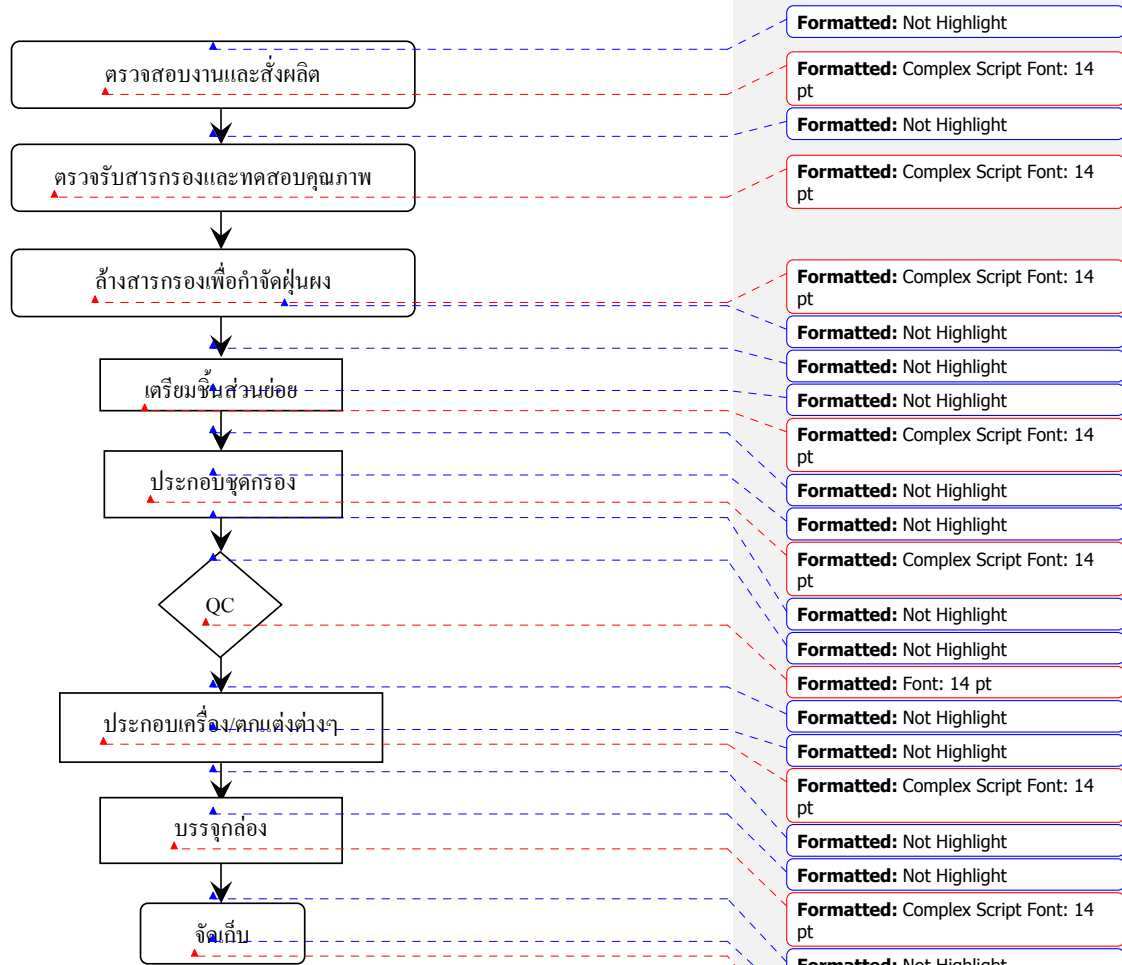 ตรวจสอบงานและสั่งผลิต
ตรวจรับสารกรองและทดสอบคุณภาพ
ล้างสารกรองเพื่อกำจัดฝุ่นผง
เตรียมชิ้นส่วนย่อย
ประกอบชุดกรอง
QC
ประกอบเครื่อง/ตกแต่งต่างๆ
บรรจุกล่อง
จัดเก็บ
Formatted: Not Highlight
Formatted: Complex Script Font: 14
pt
Formatted: Not Highlight
Formatted: Complex Script Font: 14
pt
Formatted: Complex Script Font: 14
pt
Formatted: Not Highlight
Formatted: Not Highlight
Formatted: Not Highlight
Formatted: Complex Script Font: 14
pt
Formatted: Not Highlight
Formatted: Not Highlight
Formatted: Complex Script Font: 14
pt
Formatted: Not Highlight
Formatted: Not Highlight
Formatted: Font: 14 pt
Formatted: Not Highlight
Formatted: Not Highlight
Formatted: Complex Script Font: 14
pt
Formatted: Not Highlight
Formatted: Not Highlight
Formatted: Complex Script Font: 14
pt
Formatted: Not Highlight